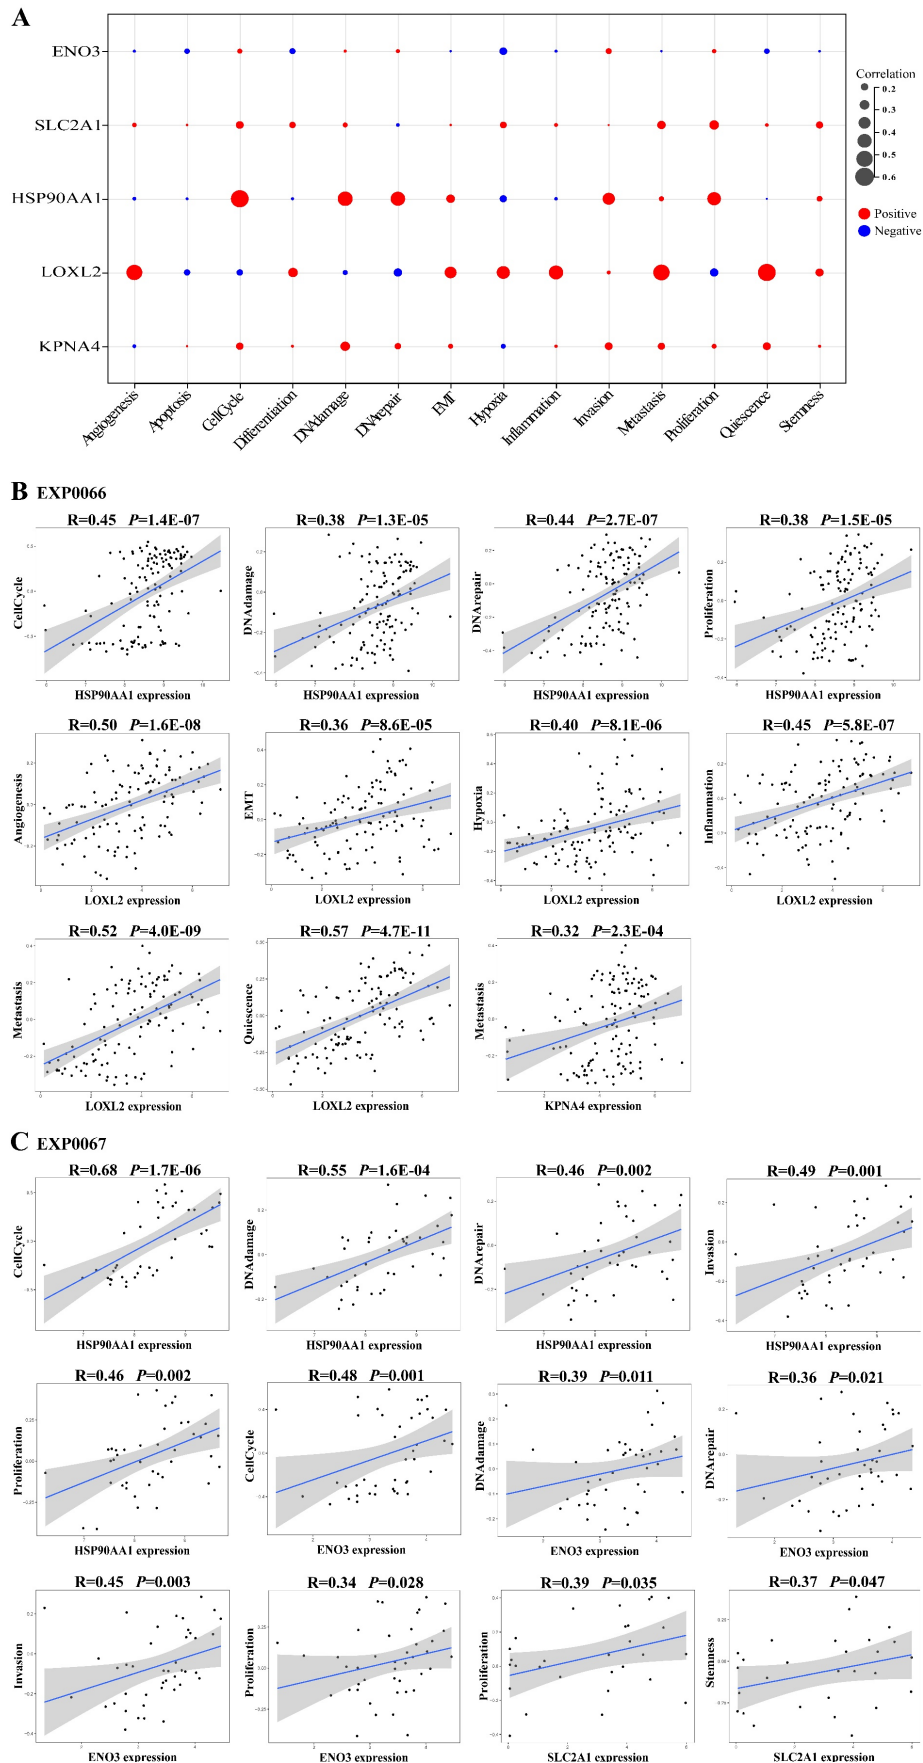 A
ENO3
SLC2A1
HSP90AA1
LOXL2
KPNA4
Angiogenesis
Apoptosis
CellCycle
Differentiation
DNAdamage
DNArepair
EMT
Hypoxia
Inflammation
Invasion
Metastasis
Proliferation
Quiescence
Stemness
Correlation
0.2
0.3
0.4
0.5
0.6
Positive
Negative
B EXP0066
R=0.45 P=1.4E-07
CellCycle
HSP90AA1 expression
R=0.38 P=1.3E-05
DNAdamage
HSP90AA1 expression
R=0.44 P=2.7E-07
DNArepair
HSP90AA1 expression
R=0.38 P=1.5E-05
Proliferation
HSP90AA1 expression
R=0.50 P=1.6E-08
Angiogenesis
LOXL2 expression
R=0.36 P=8.6E-05
EMT
LOXL2 expression
R=0.40 P=8.1E-06
Hypoxia
LOXL2 expression
R=0.45 P=5.8E-07
Inflammation
LOXL2 expression
R=0.52 P=4.0E-09
Metastasis
LOXL2 expression
R=0.57 P=4.7E-11
Quiescence
LOXL2 expression
R=0.32 P=2.3E-04
Metastasis
KPNA4 expression
C EXP0067
R=0.68 P=1.7E-06
CellCycle
HSP90AA1 expression
R=0.55 P=1.6E-04
DNAdamage
HSP90AA1 expression
R=0.46 P=0.002
DNArepair
HSP90AA1 expression
R=0.49 P=0.001
Invasion
HSP90AA1 expression
R=0.46 P=0.002
Proliferation
HSP90AA1 expression
R=0.48 P=0.001
CellCycle
ENO3 expression
R=0.39 P=0.011
DNAdamage
ENO3 expression
R=0.36 P=0.021
DNArepair
ENO3 expression
R=0.45 P=0.003
Invasion
ENO3 expression
R=0.34 P=0.028
Proliferation
ENO3 expression
R=0.39 P=0.035
Proliferation
SLC2A1 expression
R=0.37 P=0.047
Stemness
SLC2A1 expression